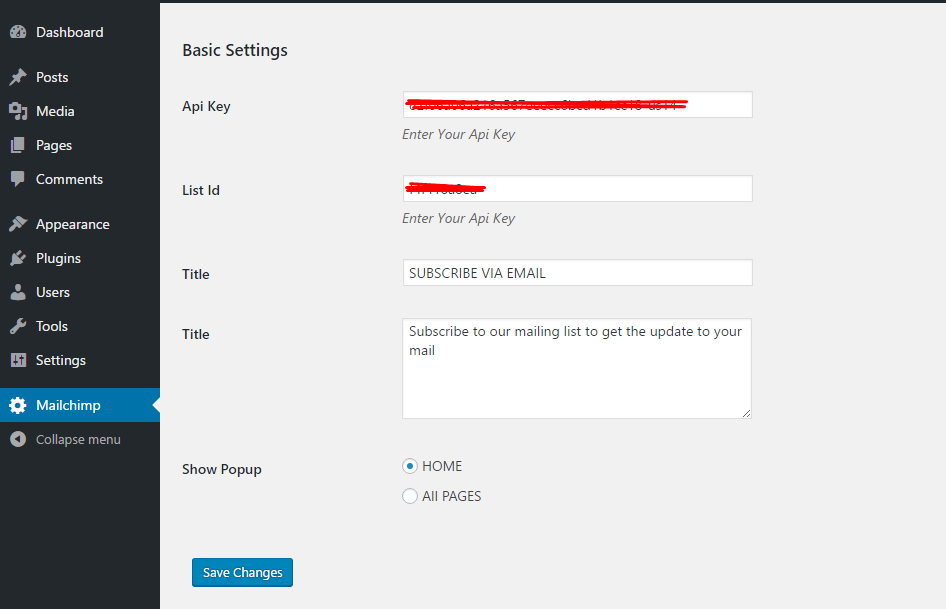 Dashboard
Posts
Media
Pages
Comments
Appearance
Plugins
Users
Tools
Settings
Mailchimp
Collapse menu
Basic Settings
Api Key
Enter Your Api Key
List Id
Enter Your Api Key
Title
SUBSCRIBE VIA EMAIL
Title
Subscribe to our mailing list to get the update to your
mail
Show Popup
HOME
All PAGES
Save Changes